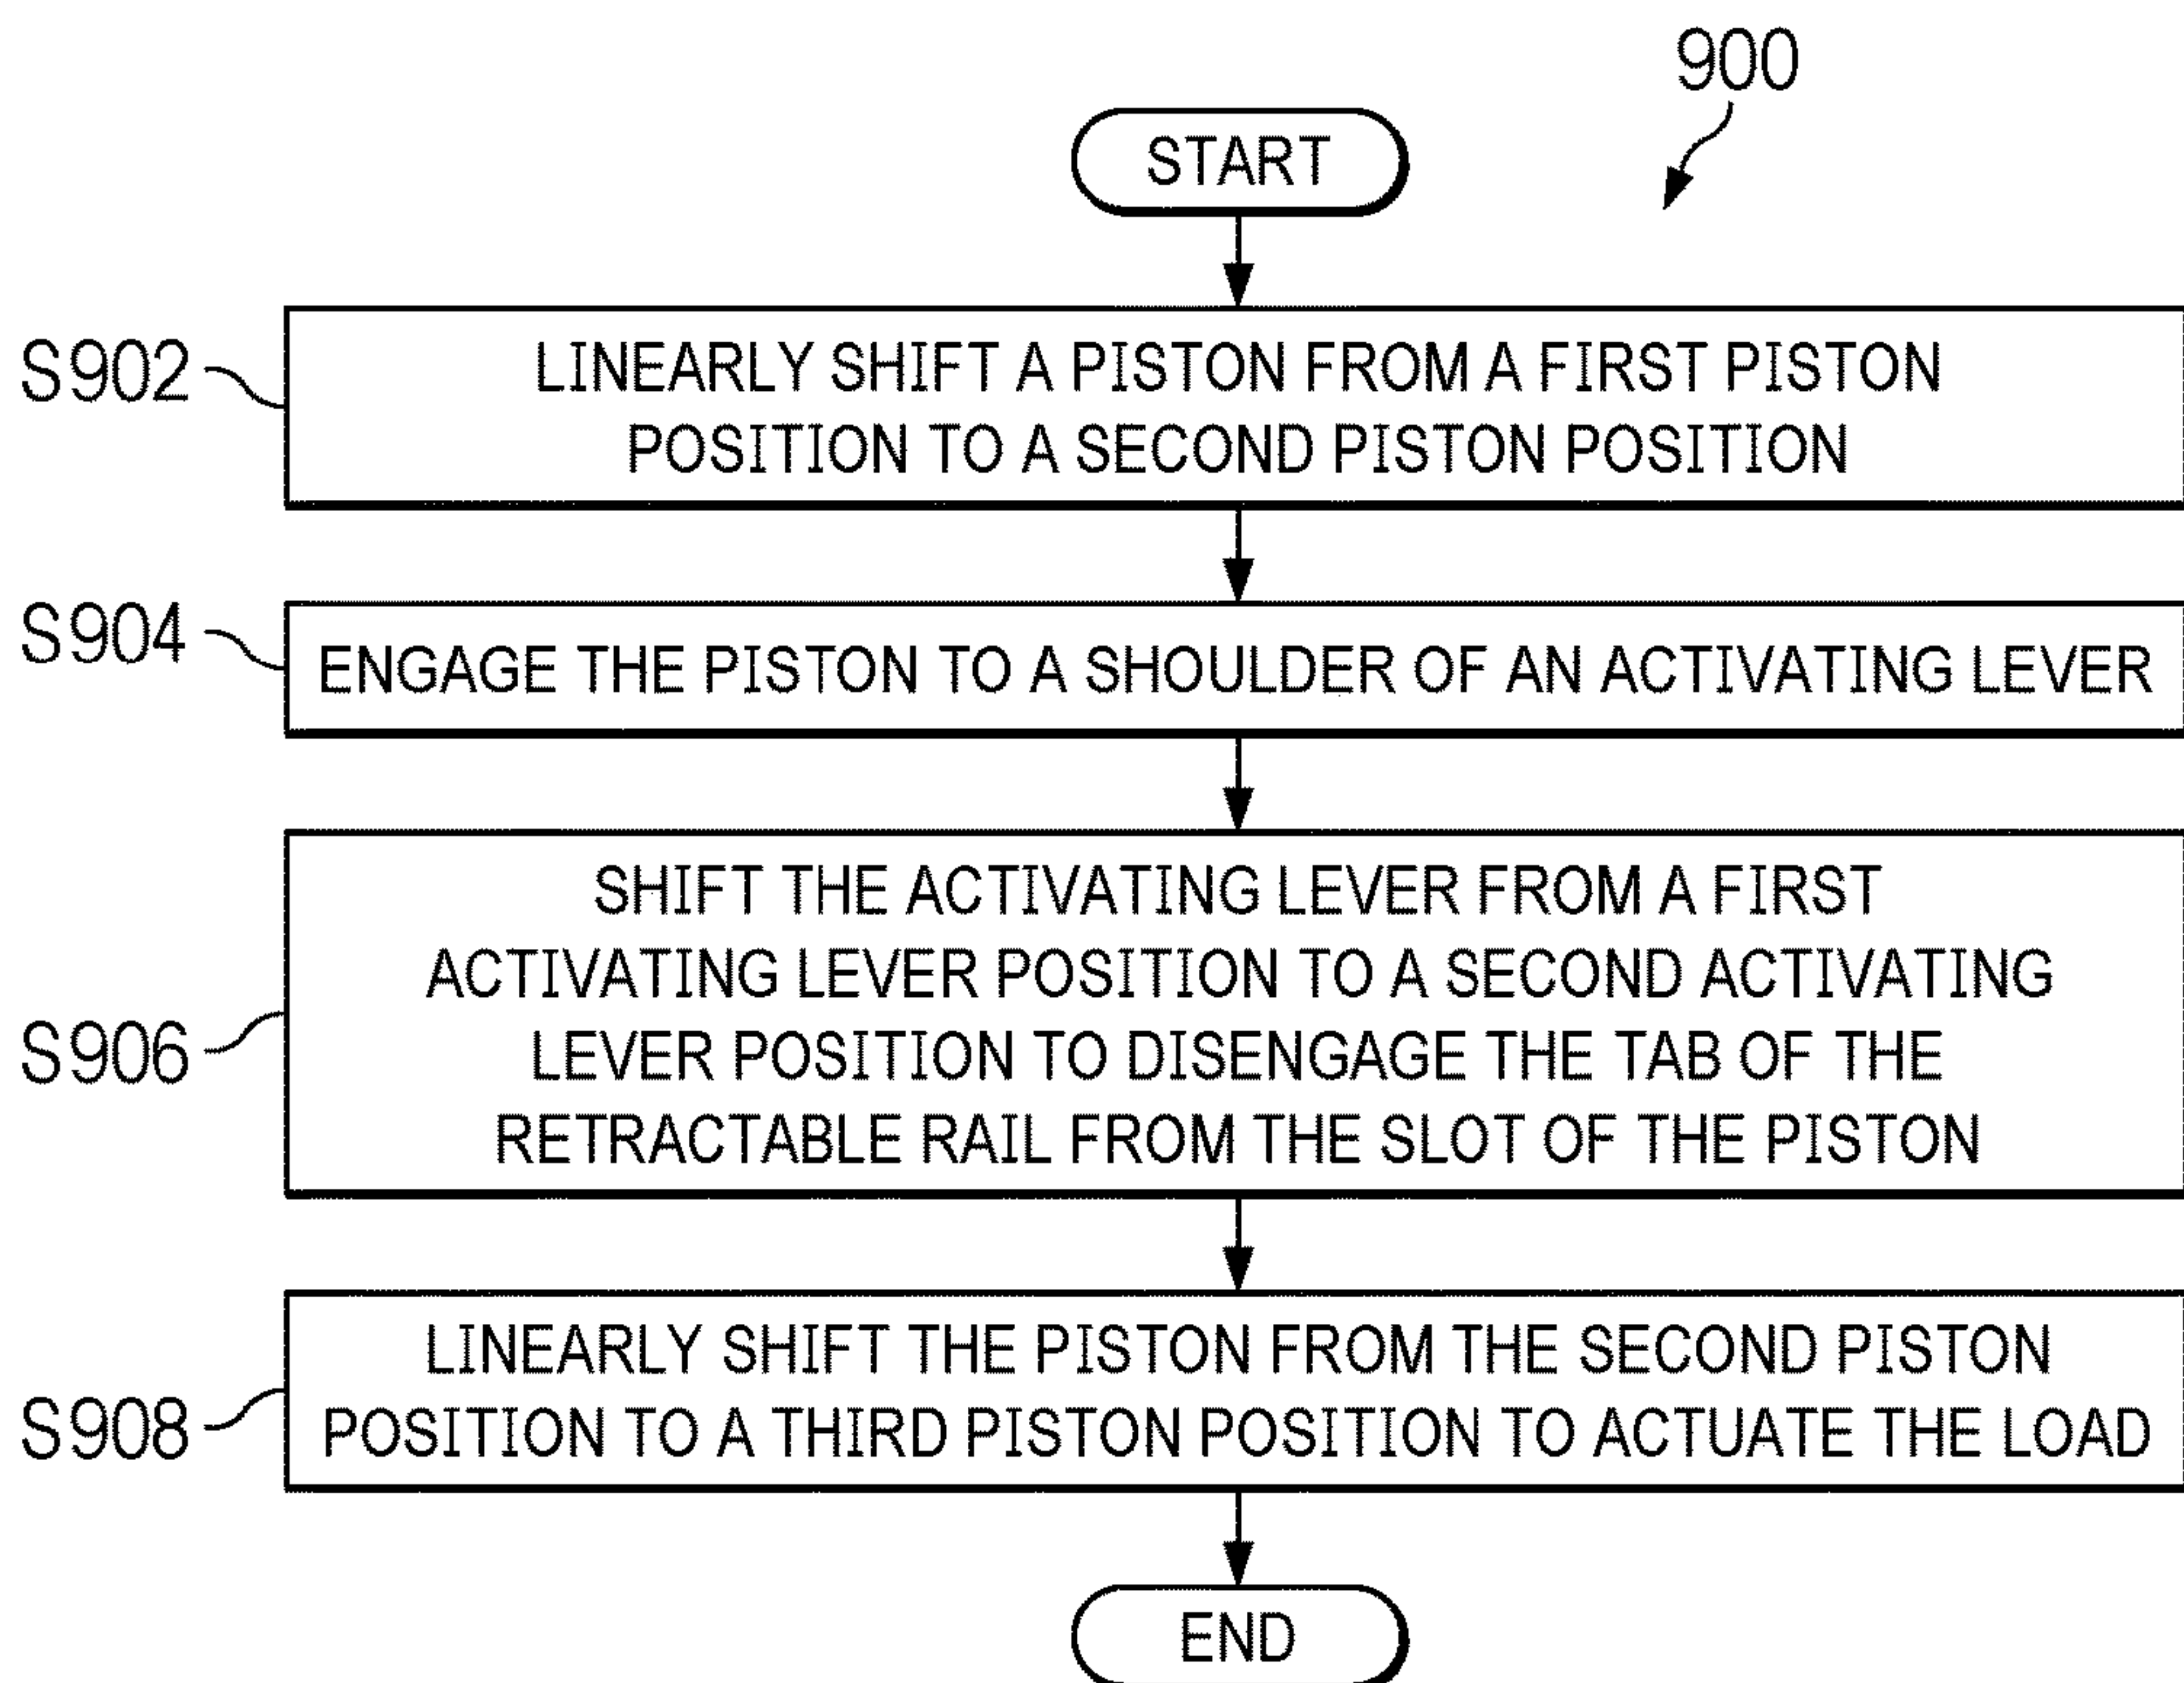 900
START
S902
LINEARLY SHIFT A PISTON FROM A FIRST PISTON
POSITION TO A SECOND PISTON POSITION
S904
ENGAGE THE PISTON TO A SHOULDER OF AN ACTIVATING LEVER
S906
SHIFT THE ACTIVATING LEVER FROM A FIRST
ACTIVATING LEVER POSITION TO A SECOND ACTIVATING
LEVER POSITION TO DISENGAGE THE TAB OF THE
RETRACTABLE RAIL FROM THE SLOT OF THE PISTON
S908
LINEARLY SHIFT THE PISTON FROM THE SECOND PISTON
POSITION TO A THIRD PISTON POSITION TO ACTUATE THE LOAD
END